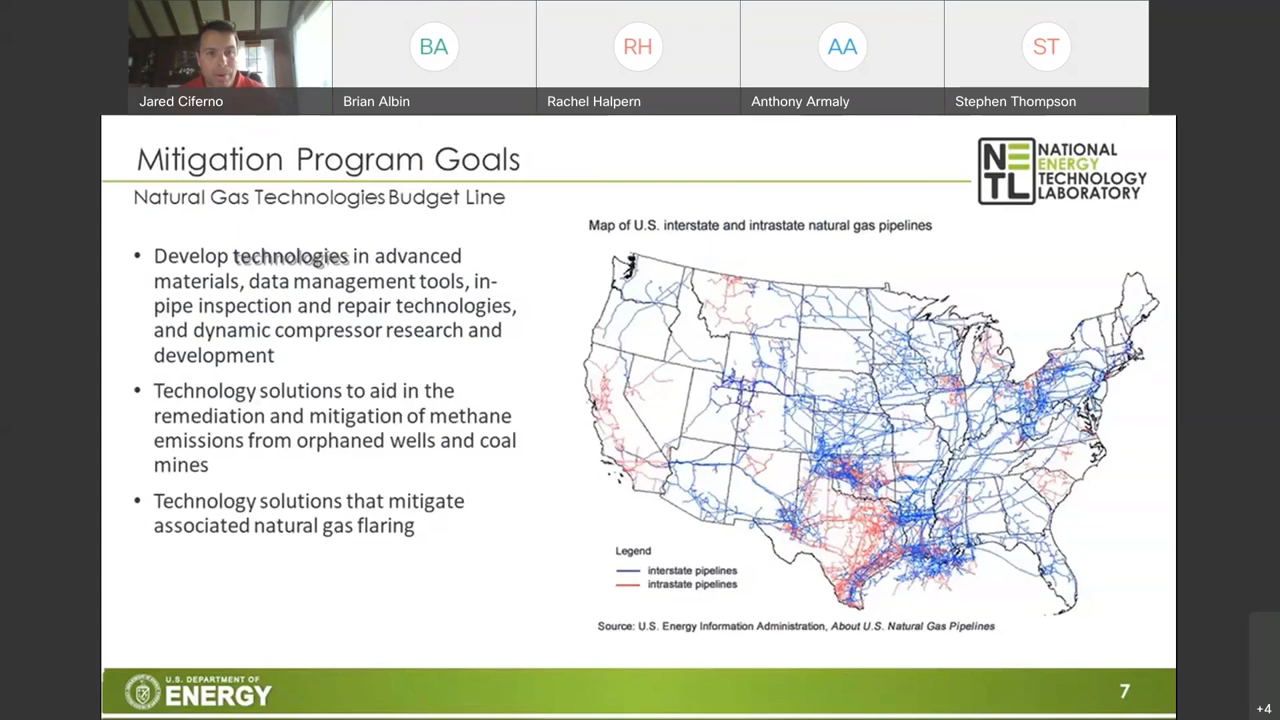 BA
RH
AA
ST
Jared Ciferno
Brian Albin
Rachel Halpern
Anthony Armaly
Stephen Thompson
Mitigation Program Goals
Natural Gas Technologies Budget Line
NE
TL
NATIONAL
ENERGY
TECHNOLOGY
LABORATORY
• Develop technologies in advanced
materials, data management tools, in-
pipe inspection and repair technologies,
and dynamic compressor research and
development
• Technology solutions to aid in the
remediation and mitigation of methane
emissions from orphaned wells and coal
mines
• Technology solutions that mitigate
associated natural gas flaring
Map of U.S. interstate and intrastate natural gas pipelines
Legend
interstate pipelines
intrastate pipelines
Source: U.S. Energy Information Administration, About U.S. Natural Gas Pipelines
U.S. DEPARTMENT OF
ENERGY
7
+4